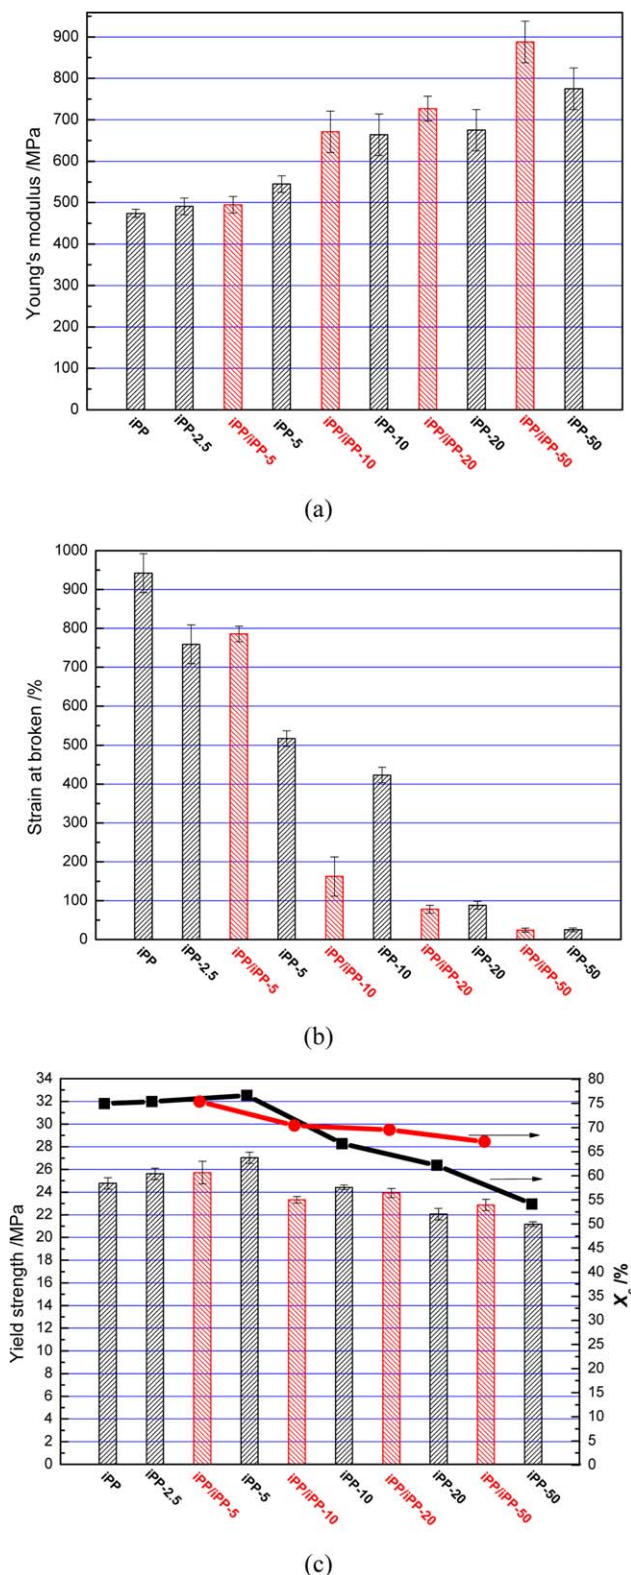 900
800
700
600
500
400
300
200
100
0
Young's modulus /MPa
iPP
iPP-2.5
iPP/iPP-5
iPP-5
iPP/iPP-10
iPP-10
iPP/iPP-20
iPP-20
iPP/iPP-50
iPP-50
(a)
1000
900
800
700
600
500
400
300
200
100
0
Strain at broken /%
iPP
iPP-2.5
iPP/iPP-5
iPP-5
iPP/iPP-10
iPP-10
iPP/iPP-20
iPP-20
iPP/iPP-50
iPP-50
(b)
34
32
30
28
26
24
22
20
18
16
14
12
10
8
6
4
2
0
Yield strength /MPa
80
75
70
65
60
55
50
45
40
35
30
25
20
15
10
5
0
Xc /%
iPP
iPP-2.5
iPP/iPP-5
iPP-5
iPP/iPP-10
iPP-10
iPP/iPP-20
iPP-20
iPP/iPP-50
iPP-50
(c)